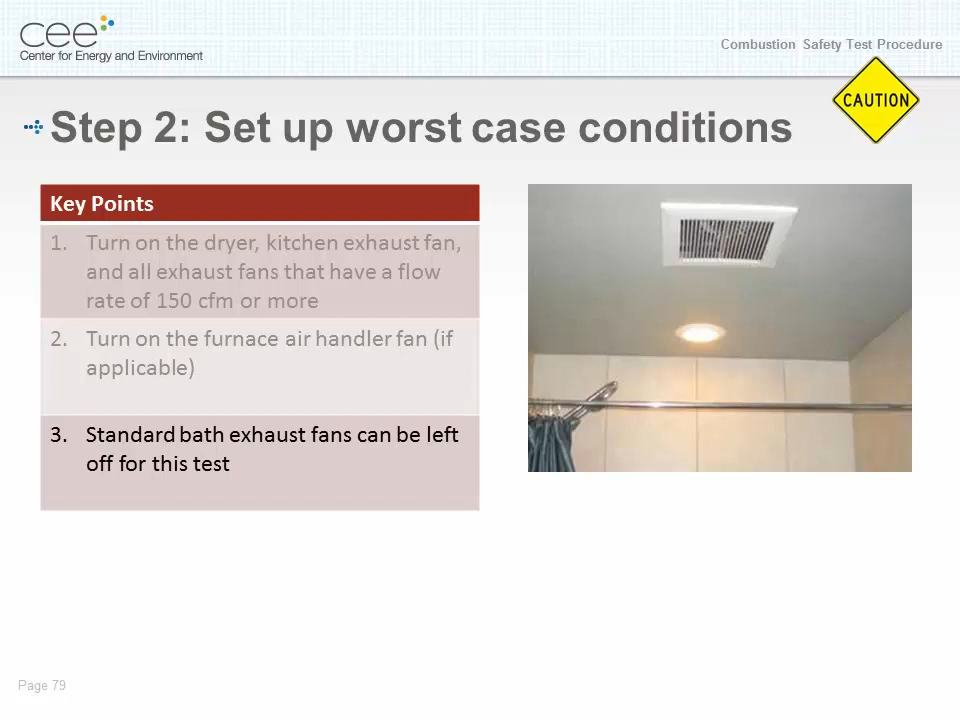 cee
Center for Energy and Environment
Combustion Safety Test Procedure
CAUTION
Step 2: Set up worst case conditions
Key Points
1. Turn on the dryer, kitchen exhaust fan,
and all exhaust fans that have a flow
rate of 150 cfm or more
2. Turn on the furnace air handler fan (if
applicable)
3. Standard bath exhaust fans can be left
off for this test
Page 79